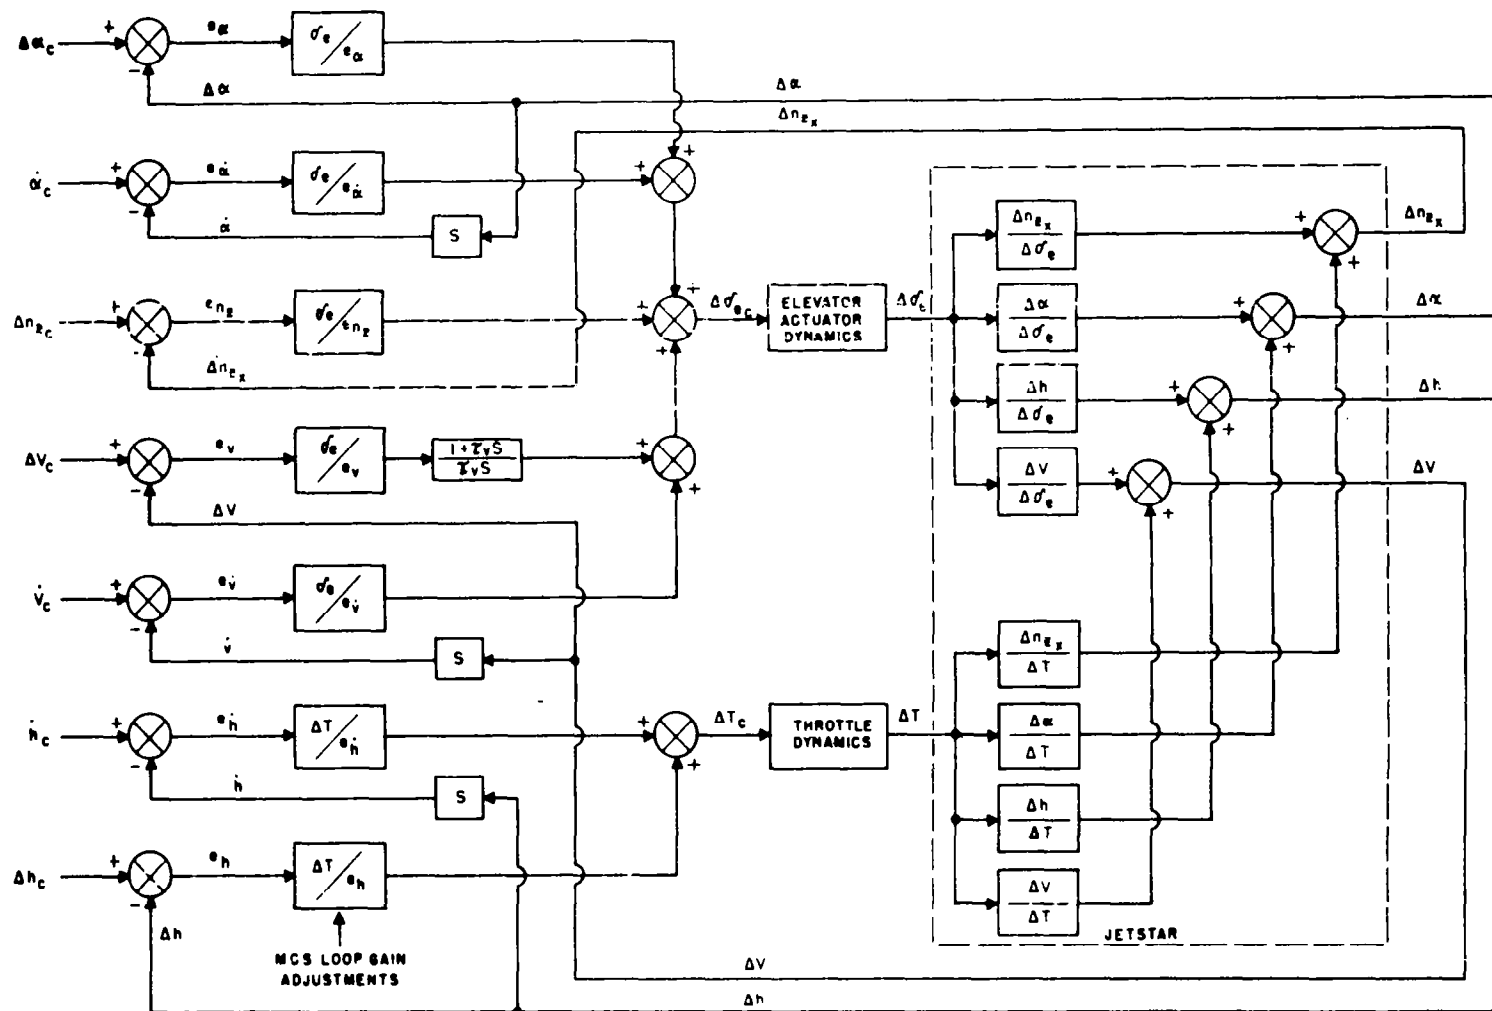 Δα_c + e_α δ_e / e_α
− Δα Δα
Δn_zx
α̇_c + e_α̇ δ_e / e_α̇ + +
− α̇ S
Δn_zc + e_nz δ_e / e_nz + + Δδ_ec ELEVATOR ACTUATOR DYNAMICS Δδ_e
− Δn_zx +
ΔV_c + e_v δ_e / e_v 1 + τ_v S / τ_v S + +
− ΔV
V̇_c + e_v̇ δ_e / e_v̇
− v̇ S
ḣ_c + e_ḣ ΔT / e_ḣ + + ΔT_c THROTTLE DYNAMICS ΔT
− ḣ S
Δh_c + e_h ΔT / e_h
− Δh
MCS LOOP GAIN
ADJUSTMENTS
Δn_zx / Δδ_e + + Δn_zx
Δα / Δδ_e + + Δα
Δh / Δδ_e + + Δh
ΔV / Δδ_e + + ΔV
Δn_zx / ΔT
Δα / ΔT
Δh / ΔT
ΔV / ΔT
JETSTAR
ΔV
Δh